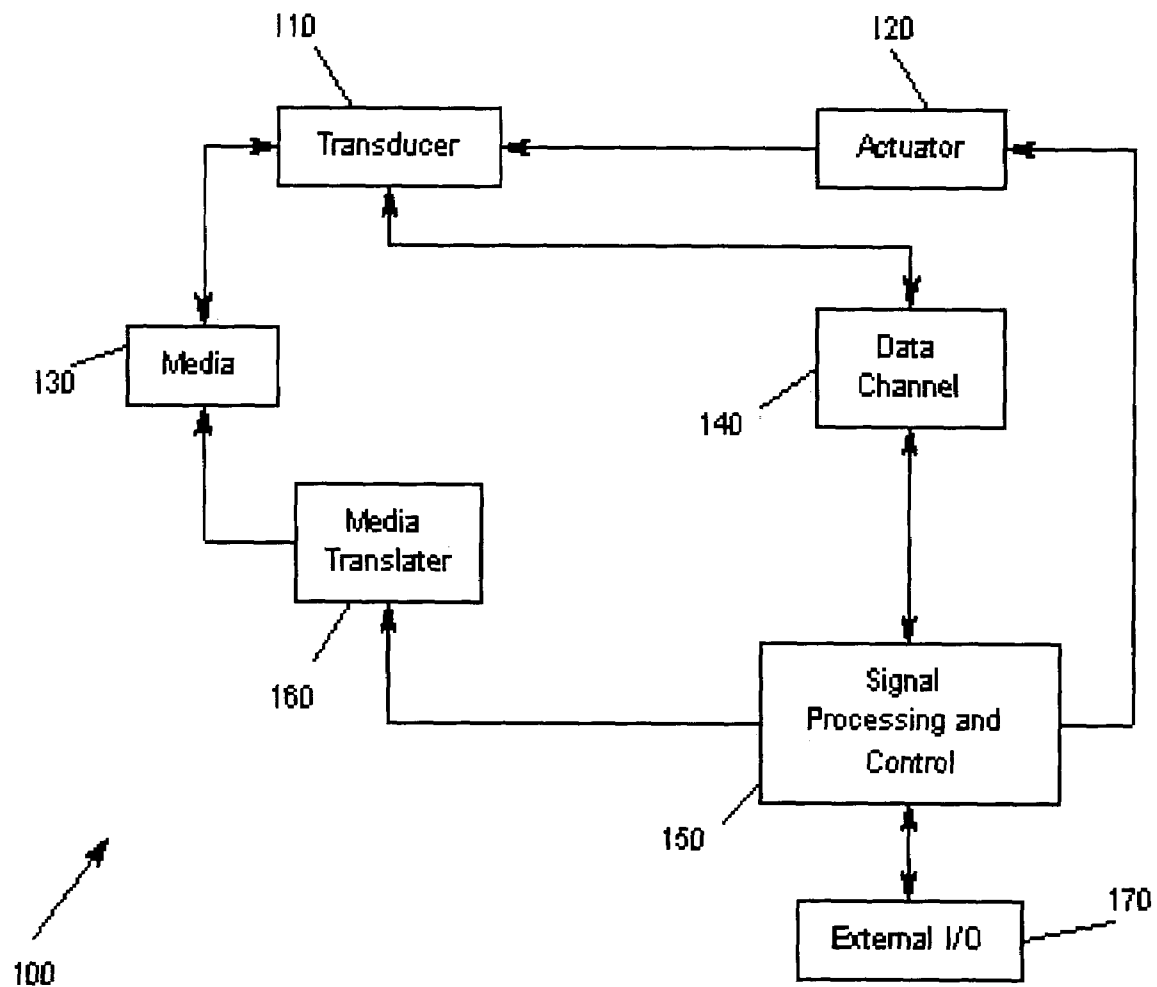 110
120
Transducer
Actuator
Media
130
Data
Channel
140
Media
Translater
160
Signal
Processing and
Control
150
170
External I/O
100